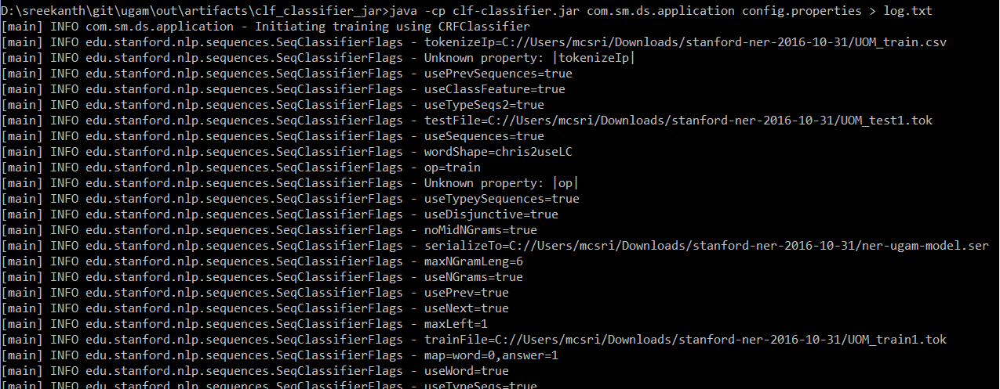 D:\sreekanth\git\ugam\out\artifacts\clf_classifier_jar>java -cp clf-classifier.jar com.sm.ds.application config.properties > log.txt
[main] INFO com.sm.ds.application - Initiating training using CRFClassifier
[main] INFO edu.stanford.nlp.sequences.SeqClassifierFlags - tokenizeIp=C://Users/mcsri/Downloads/stanford-ner-2016-10-31/UOM_train.csv
[main] INFO edu.stanford.nlp.sequences.SeqClassifierFlags - Unknown property: |tokenizeIp|
[main] INFO edu.stanford.nlp.sequences.SeqClassifierFlags - usePrevSequences=true
[main] INFO edu.stanford.nlp.sequences.SeqClassifierFlags - useClassFeature=true
[main] INFO edu.stanford.nlp.sequences.SeqClassifierFlags - useTypeSeqs2=true
[main] INFO edu.stanford.nlp.sequences.SeqClassifierFlags - testFile=C://Users/mcsri/Downloads/stanford-ner-2016-10-31/UOM_test1.tok
[main] INFO edu.stanford.nlp.sequences.SeqClassifierFlags - useSequences=true
[main] INFO edu.stanford.nlp.sequences.SeqClassifierFlags - wordShape=chris2useLC
[main] INFO edu.stanford.nlp.sequences.SeqClassifierFlags - op=train
[main] INFO edu.stanford.nlp.sequences.SeqClassifierFlags - Unknown property: |op|
[main] INFO edu.stanford.nlp.sequences.SeqClassifierFlags - useTypeySequences=true
[main] INFO edu.stanford.nlp.sequences.SeqClassifierFlags - useDisjunctive=true
[main] INFO edu.stanford.nlp.sequences.SeqClassifierFlags - noMidNGrams=true
[main] INFO edu.stanford.nlp.sequences.SeqClassifierFlags - serializeTo=C://Users/mcsri/Downloads/stanford-ner-2016-10-31/ner-ugam-model.ser
[main] INFO edu.stanford.nlp.sequences.SeqClassifierFlags - maxNGramLeng=6
[main] INFO edu.stanford.nlp.sequences.SeqClassifierFlags - useNGrams=true
[main] INFO edu.stanford.nlp.sequences.SeqClassifierFlags - usePrev=true
[main] INFO edu.stanford.nlp.sequences.SeqClassifierFlags - useNext=true
[main] INFO edu.stanford.nlp.sequences.SeqClassifierFlags - maxLeft=1
[main] INFO edu.stanford.nlp.sequences.SeqClassifierFlags - trainFile=C://Users/mcsri/Downloads/stanford-ner-2016-10-31/UOM_train1.tok
[main] INFO edu.stanford.nlp.sequences.SeqClassifierFlags - map=word=0,answer=1
[main] INFO edu.stanford.nlp.sequences.SeqClassifierFlags - useWord=true
[main] INFO edu.stanford.nlp.sequences.SeqClassifierFlags - useTypeSeqs=true